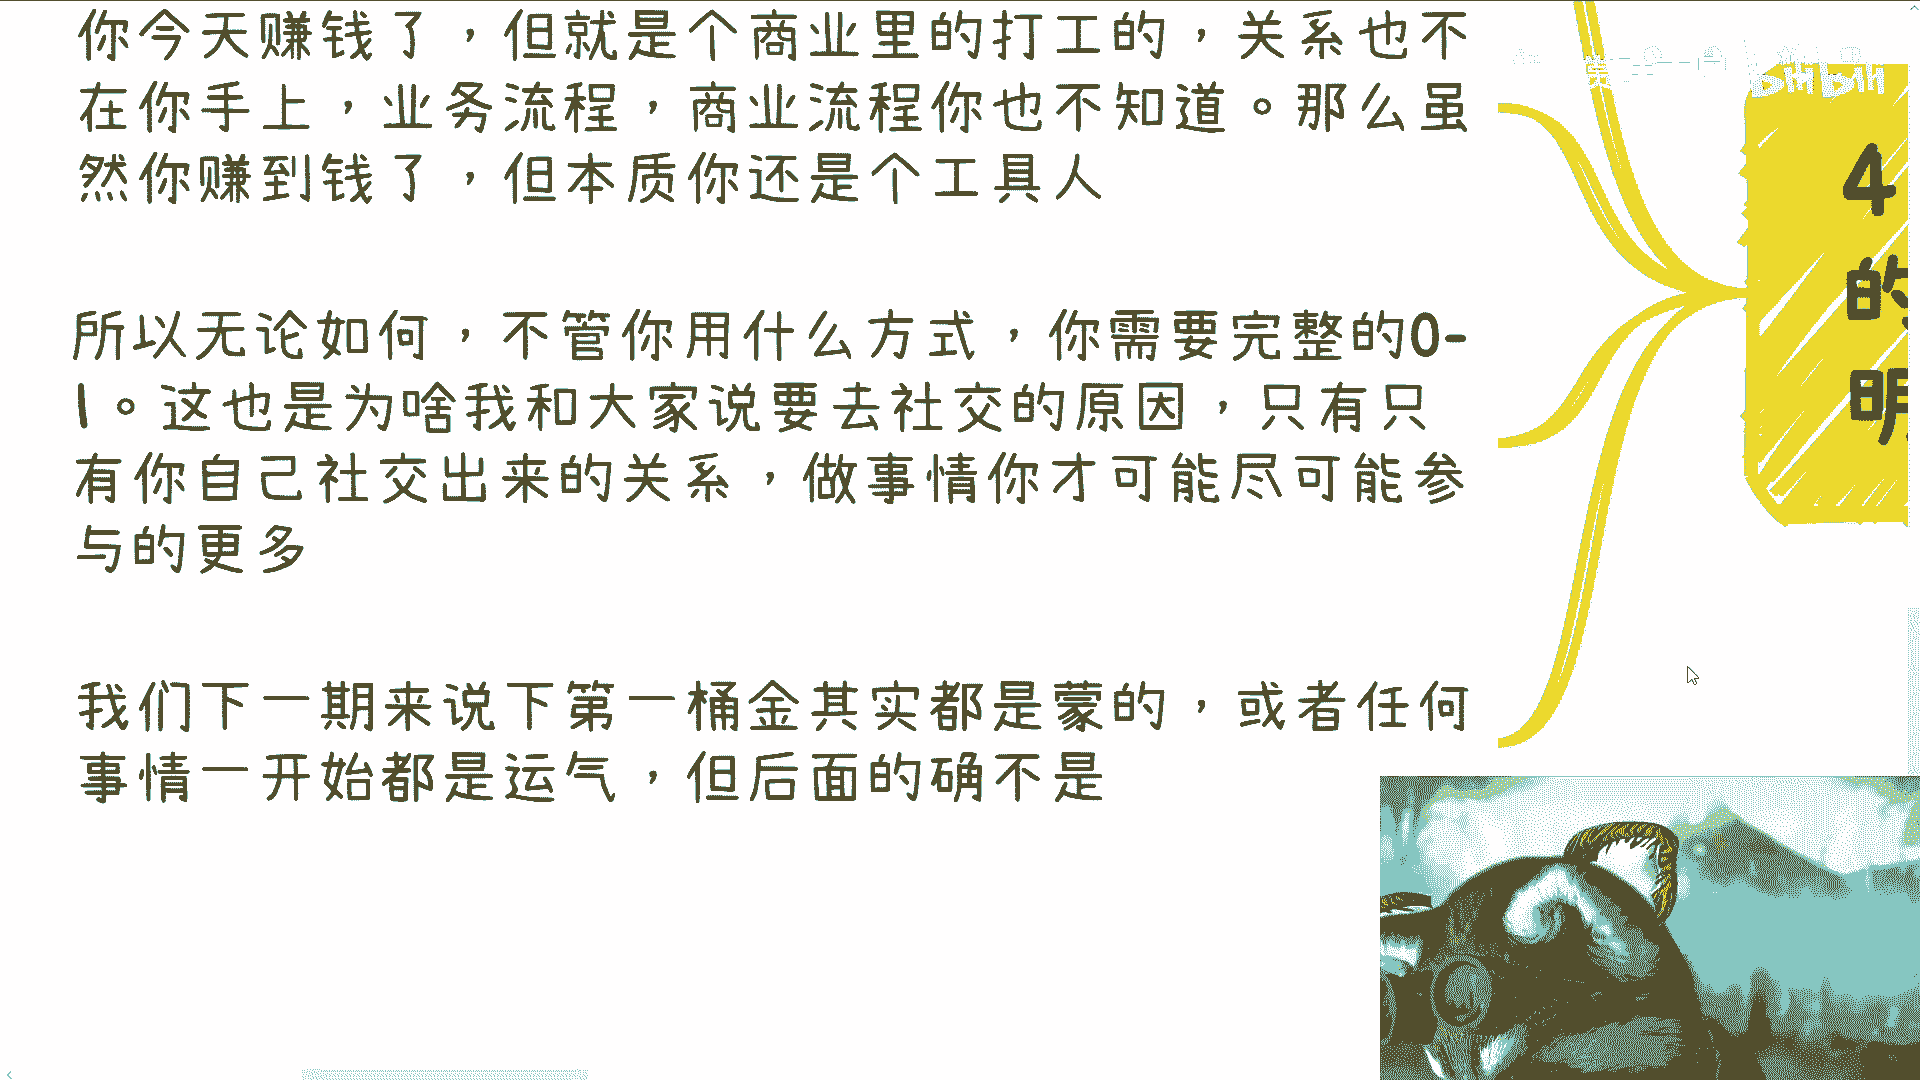 你今天赚钱了，但就是个商业里的打工的，关系也不
在你手上，业务流程，商业流程你也不知道。那么虽
然你赚到钱了，但本质你还是个工具人
所以无论如何，不管你用什么方式，你需要完整的0-
1。这也是为啥我和大家说要去社交的原因，只有只
有你自己社交出来的关系，做事情你才可能尽可能参
与的更多
我们下一期来说下第一桶金其实都是蒙的，或者任何
事情一开始都是运气，但后面的确不是
4
的
明
bilibili